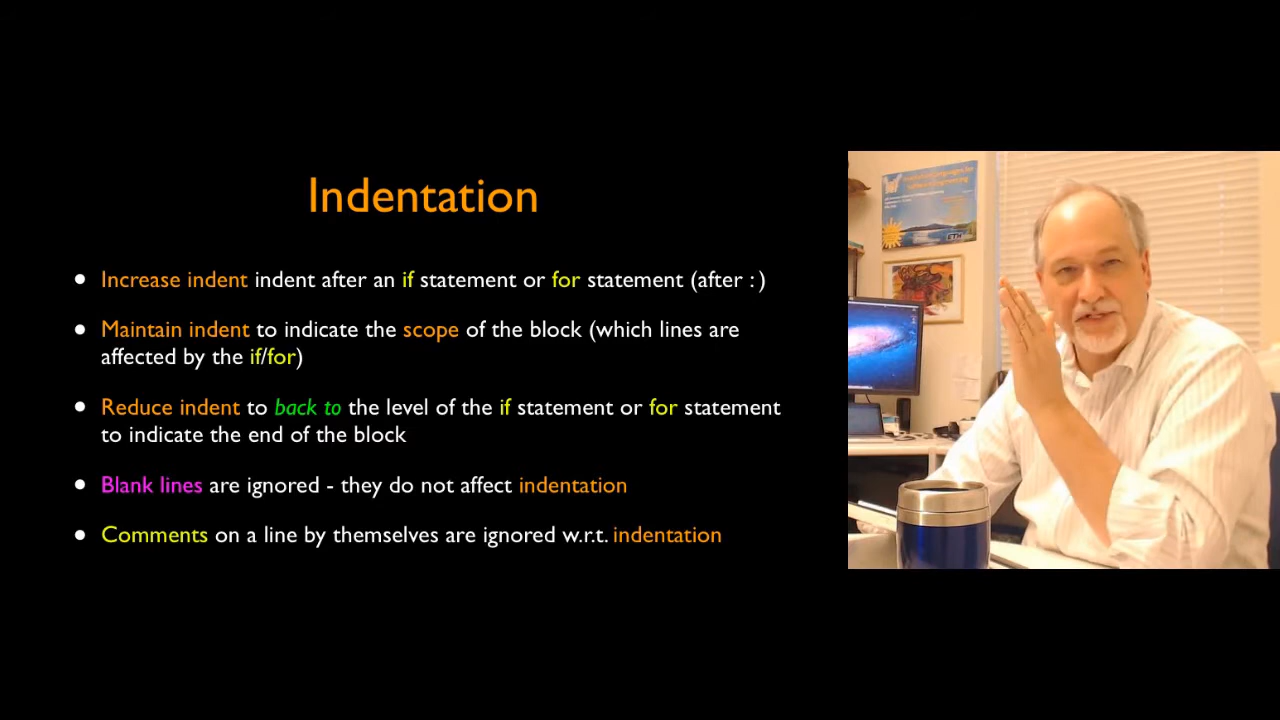 Indentation
Increase indent indent after an if statement or for statement (after : )
Maintain indent to indicate the scope of the block (which lines are
affected by the if/for)
Reduce indent to back to the level of the if statement or for statement
to indicate the end of the block
Blank lines are ignored - they do not affect indentation
Comments on a line by themselves are ignored w.r.t. indentation
ETH